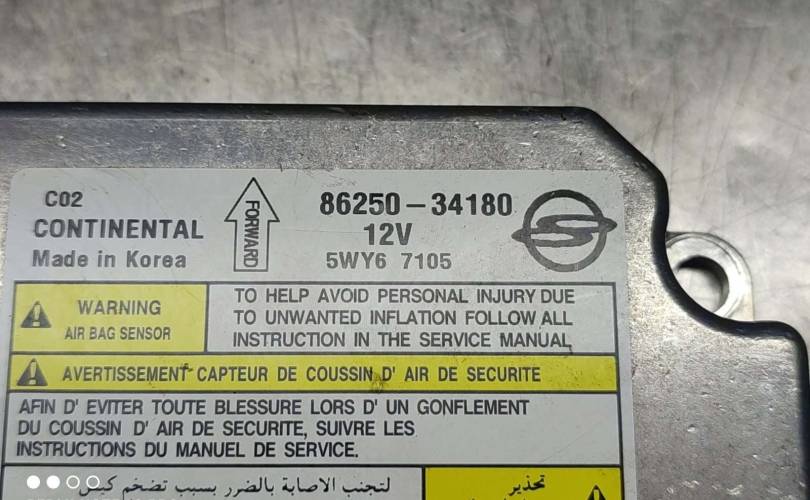 C02
CONTINENTAL
Made in Korea
FORWARD
86250-34180
12V
5WY6 7105
WARNING
AIR BAG SENSOR
TO HELP AVOID PERSONAL INJURY DUE
TO UNWANTED INFLATION FOLLOW ALL
INSTRUCTION IN THE SERVICE MANUAL
AVERTISSEMENT CAPTEUR DE COUSSIN D' AIR DE SECURITE
AFIN D' EVITER TOUTE BLESSURE LORS D' UN GONFLEMENT
DU COUSSIN D' AIR DE SECURITE, SUIVRE LES
INSTRUCTIONS DU MANUEL DE SERVICE.
تحذير
لتجنب الاصابة بالضرر بسبب تضخم